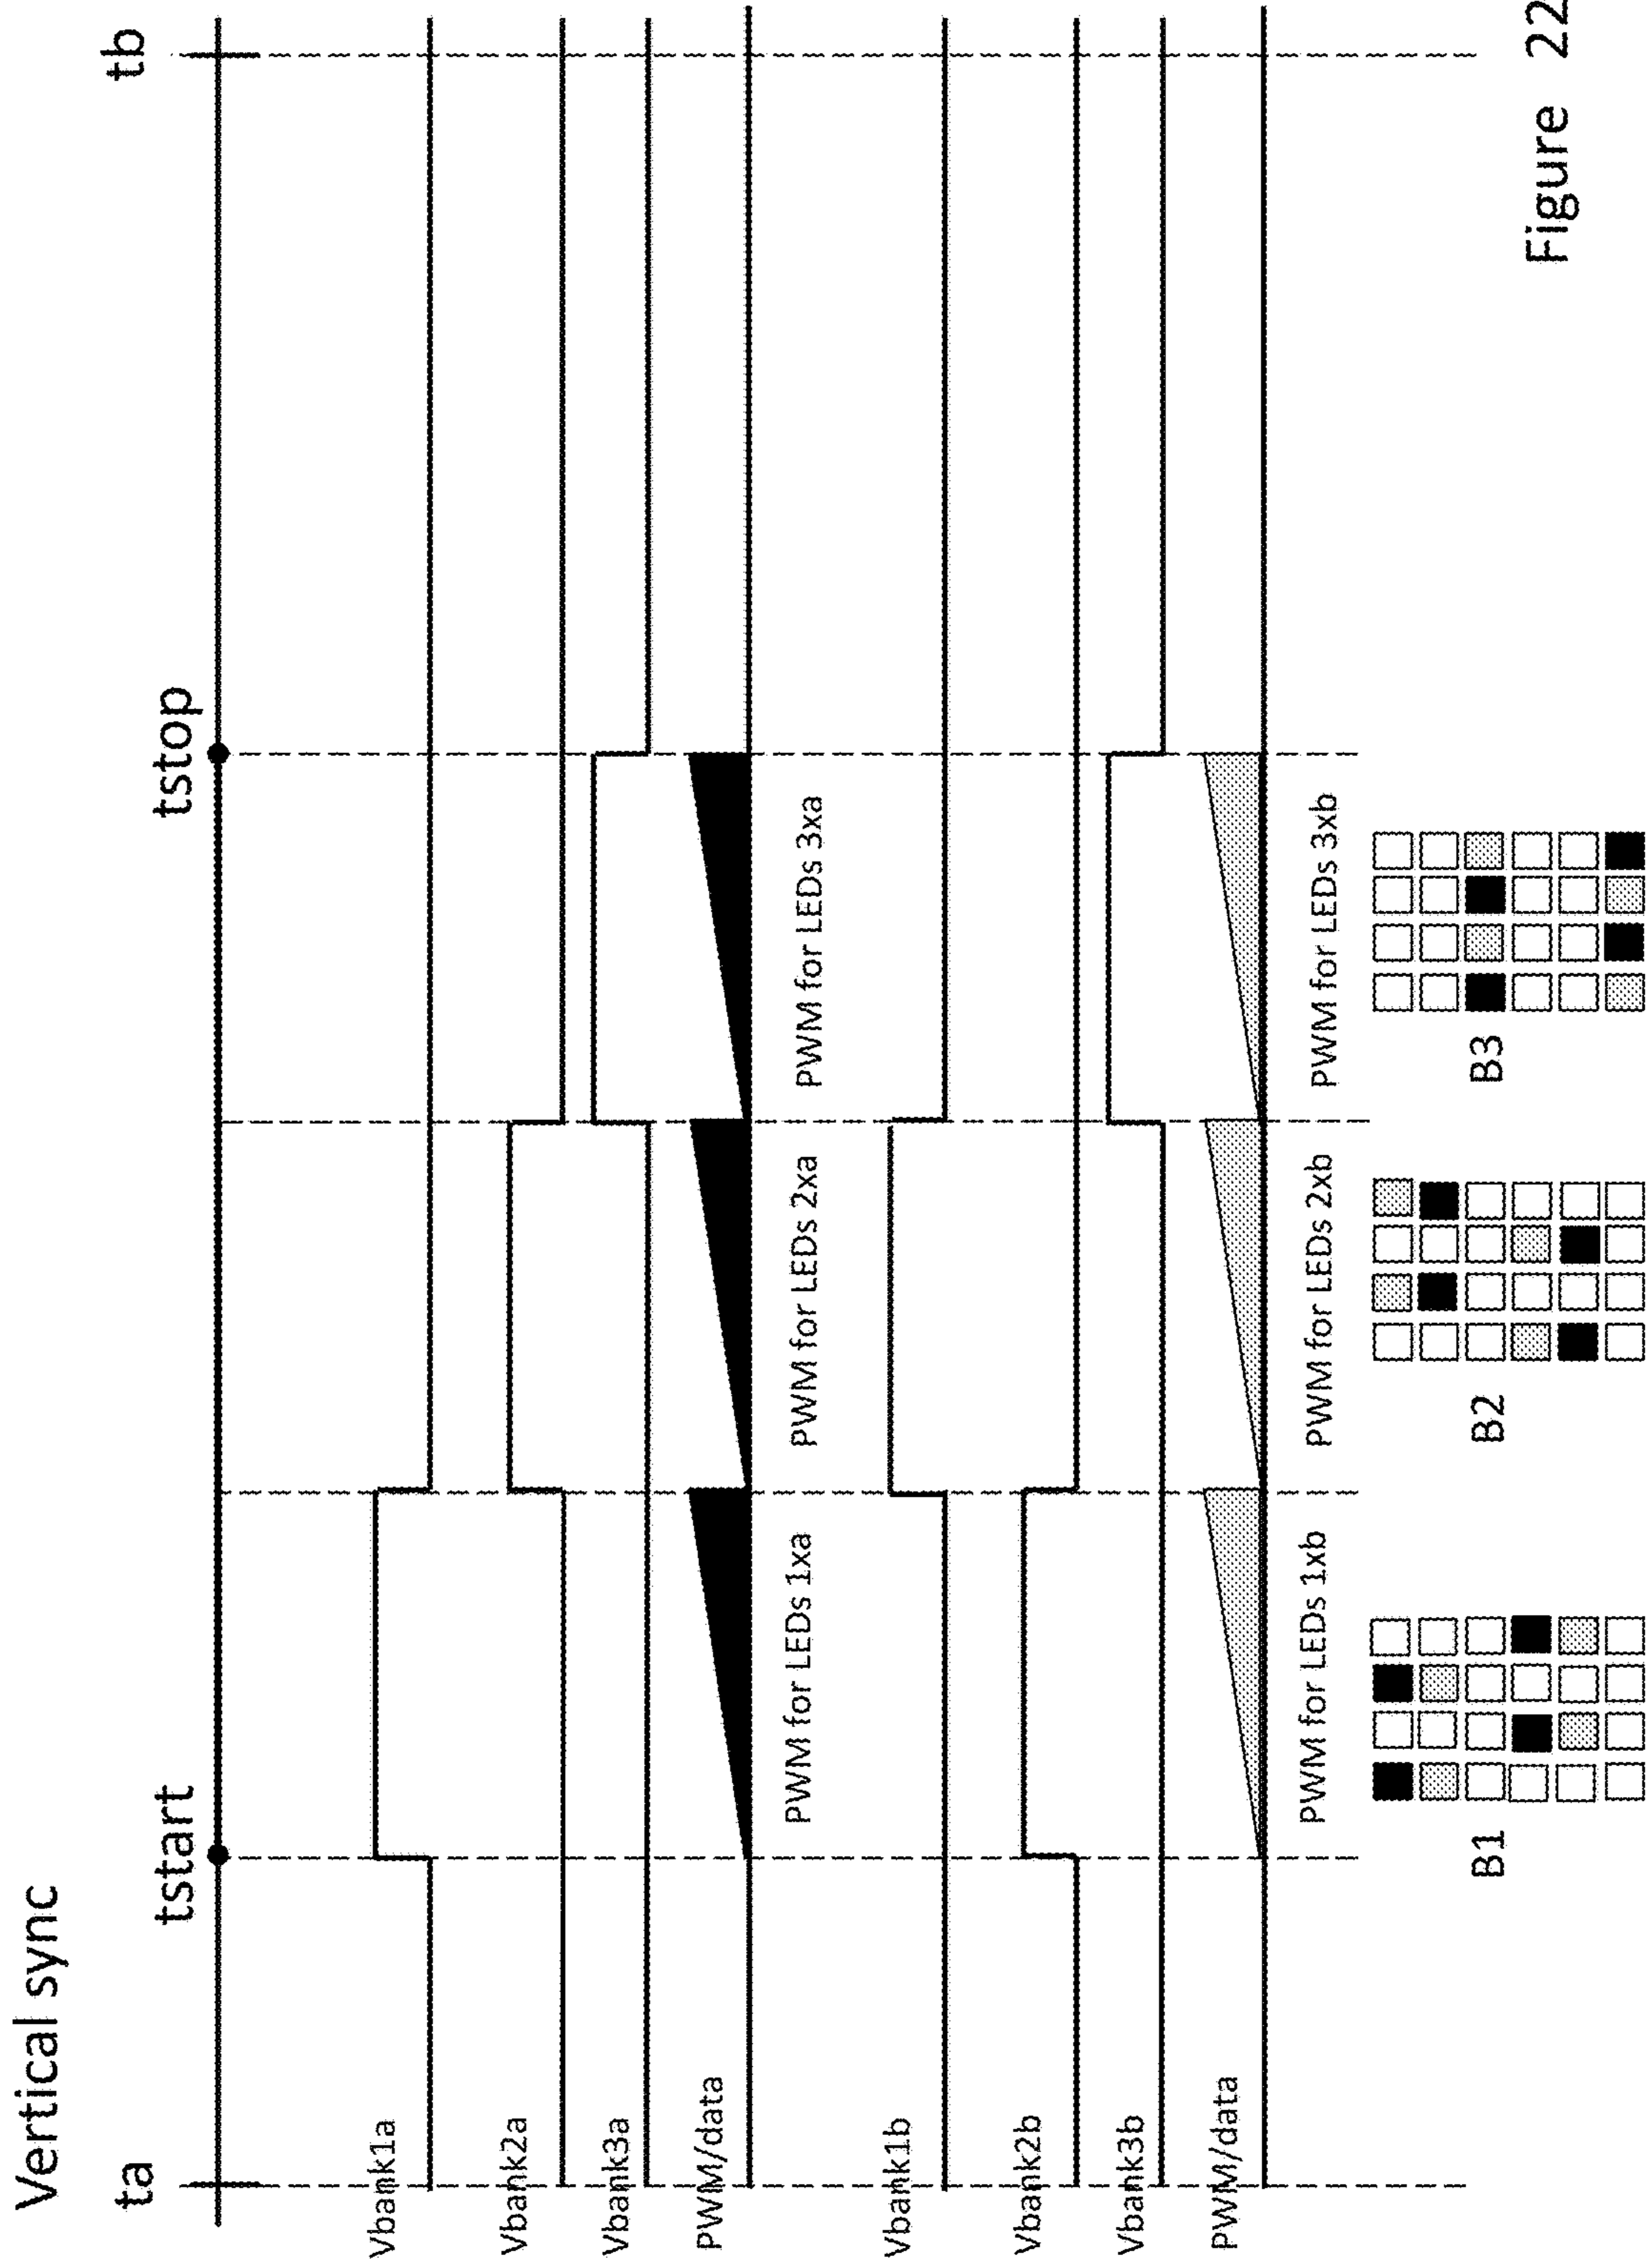 Vertical sync
ta
tstart
tstop
tb
Vbank1a
Vbank2a
Vbank3a
PWM/data
PWM for LEDs 1xa
PWM for LEDs 2xa
PWM for LEDs 3xa
Vbank1b
Vbank2b
Vbank3b
PWM/data
PWM for LEDs 1xb
PWM for LEDs 2xb
PWM for LEDs 3xb
B1
B2
B3
Figure 22